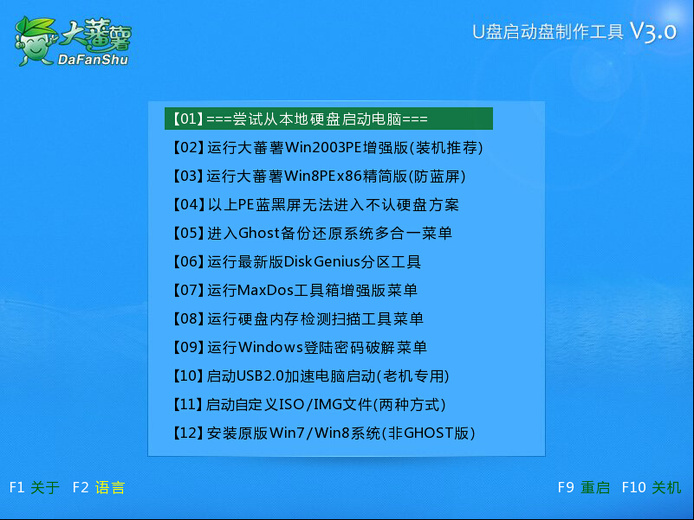 大蕃薯
DaFanShu
U盘启动盘制作工具 V3.0
【01】===尝试从本地硬盘启动电脑===
【02】运行大蕃薯Win2003PE增强版(装机推荐)
【03】运行大蕃薯Win8PEx86精简版(防蓝屏)
【04】以上PE蓝黑屏无法进入不认硬盘方案
【05】进入Ghost备份还原系统多合一菜单
【06】运行最新版DiskGenius分区工具
【07】运行MaxDos工具箱增强版菜单
【08】运行硬盘内存检测扫描工具菜单
【09】运行Windows登陆密码破解菜单
【10】启动USB2.0加速电脑启动(老机专用)
【11】启动自定义ISO/IMG文件(两种方式)
【12】安装原版Win7/Win8系统(非GHOST版)
F1 关于 F2 语言 F9 重启 F10 关机